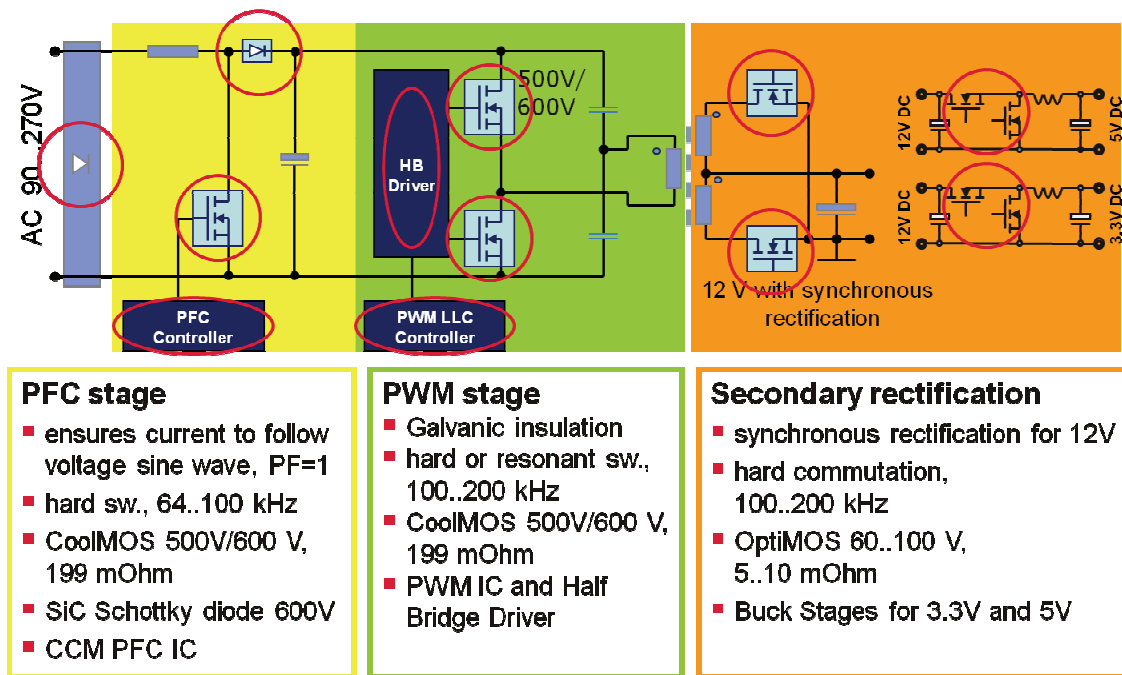 AC 90..270V
500V/
600V
HB
Driver
PFC
Controller
PWM LLC
Controller
12 V with synchronous
rectification
12V DC
5V DC
12V DC
3.3V DC
PFC stage
ensures current to follow
voltage sine wave, PF=1
hard sw., 64..100 kHz
CoolMOS 500V/600 V,
199 mOhm
SiC Schottky diode 600V
CCM PFC IC
PWM stage
Galvanic insulation
hard or resonant sw.,
100..200 kHz
CoolMOS 500V/600 V,
199 mOhm
PWM IC and Half
Bridge Driver
Secondary rectification
synchronous rectification for 12V
hard commutation,
100..200 kHz
OptiMOS 60..100 V,
5..10 mOhm
Buck Stages for 3.3V and 5V